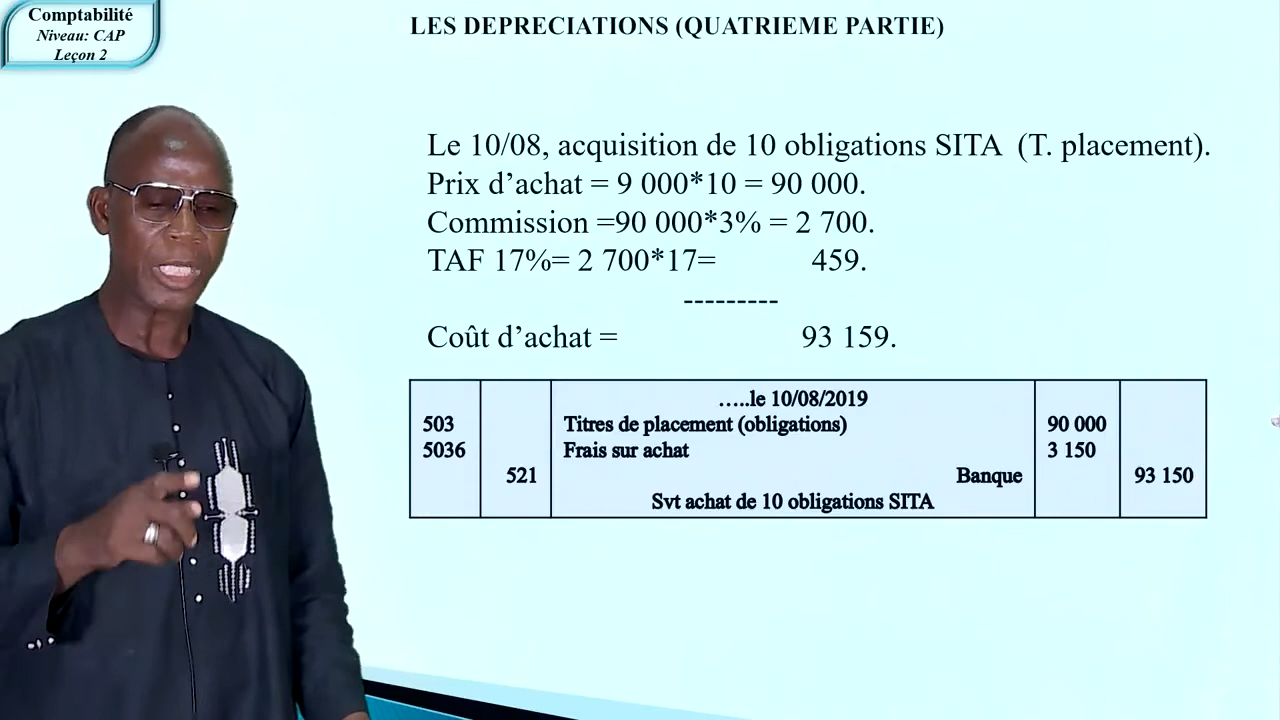 Comptabilité
Niveau: CAP
Leçon 2
LES DEPRECIATIONS (QUATRIEME PARTIE)
Le 10/08, acquisition de 10 obligations SITA (T. placement).
Prix d’achat = 9 000*10 = 90 000.
Commission =90 000*3% = 2 700.
TAF 17%= 2 700*17= 459.
---------
Coût d’achat = 93 159.
…..le 10/08/2019
503 Titres de placement (obligations) 90 000
5036 Frais sur achat 3 150
521 Banque 93 150
Svt achat de 10 obligations SITA